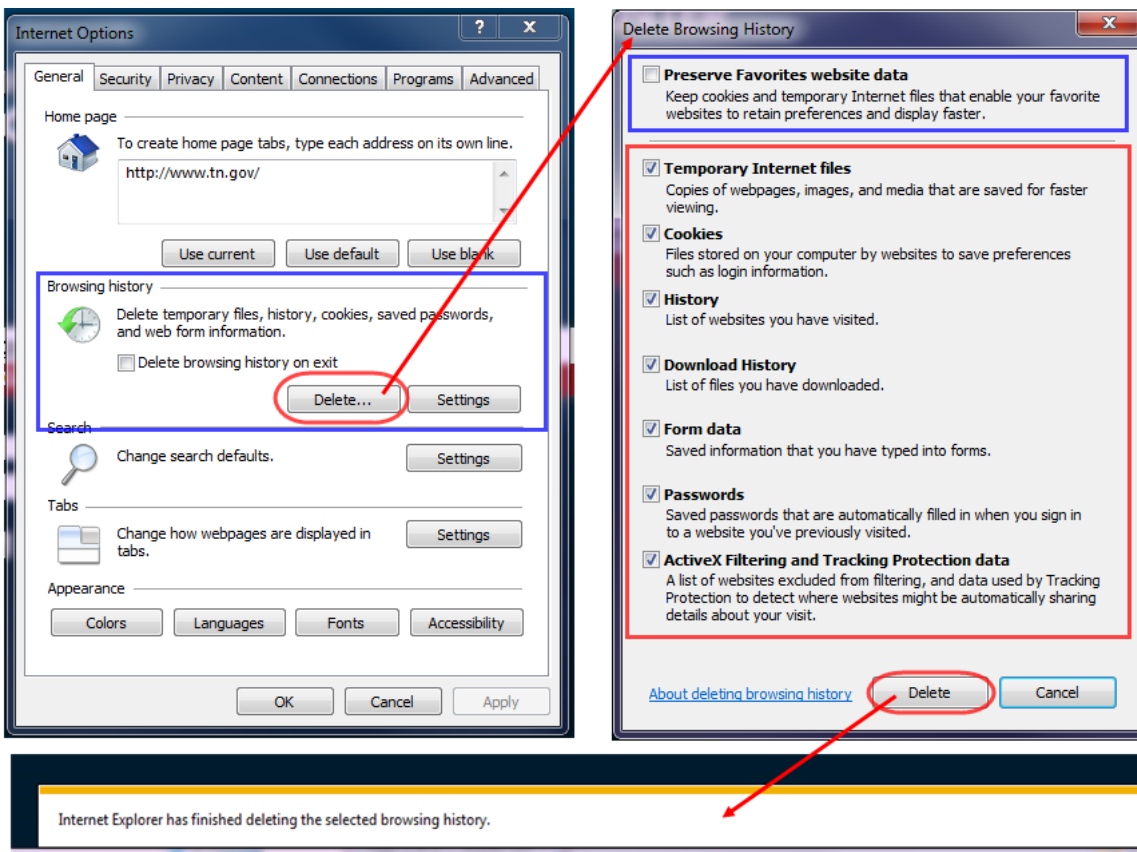 Internet Options
?
X
General Security Privacy Content Connections Programs Advanced
Home page
To create home page tabs, type each address on its own line.
http://www.tn.gov/
Use current Use default Use blank
Browsing history
Delete temporary files, history, cookies, saved passwords,
and web form information.
Delete browsing history on exit
Delete... Settings
Search
Change search defaults.
Settings
Tabs
Change how webpages are displayed in
tabs.
Settings
Appearance
Colors Languages Fonts Accessibility
OK Cancel Apply
Delete Browsing History
X
Preserve Favorites website data
Keep cookies and temporary Internet files that enable your favorite
websites to retain preferences and display faster.
Temporary Internet files
Copies of webpages, images, and media that are saved for faster
viewing.
Cookies
Files stored on your computer by websites to save preferences
such as login information.
History
List of websites you have visited.
Download History
List of files you have downloaded.
Form data
Saved information that you have typed into forms.
Passwords
Saved passwords that are automatically filled in when you sign in
to a website you've previously visited.
ActiveX Filtering and Tracking Protection data
A list of websites excluded from filtering, and data used by Tracking
Protection to detect where websites might be automatically sharing
details about your visit.
About deleting browsing history Delete Cancel
Internet Explorer has finished deleting the selected browsing history.